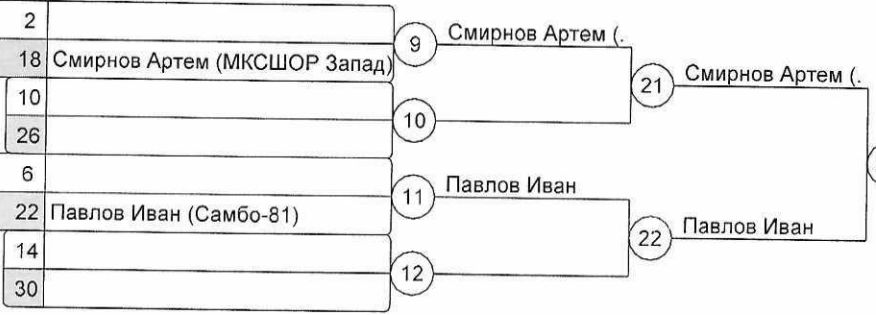 2
9 Смирнов Артем (.
18 Смирнов Артем (МКСШОР Запад)
21 Смирнов Артем (.
10
10
26
6
11 Павлов Иван
22 Павлов Иван (Самбо-81)
22 Павлов Иван
14
12
30